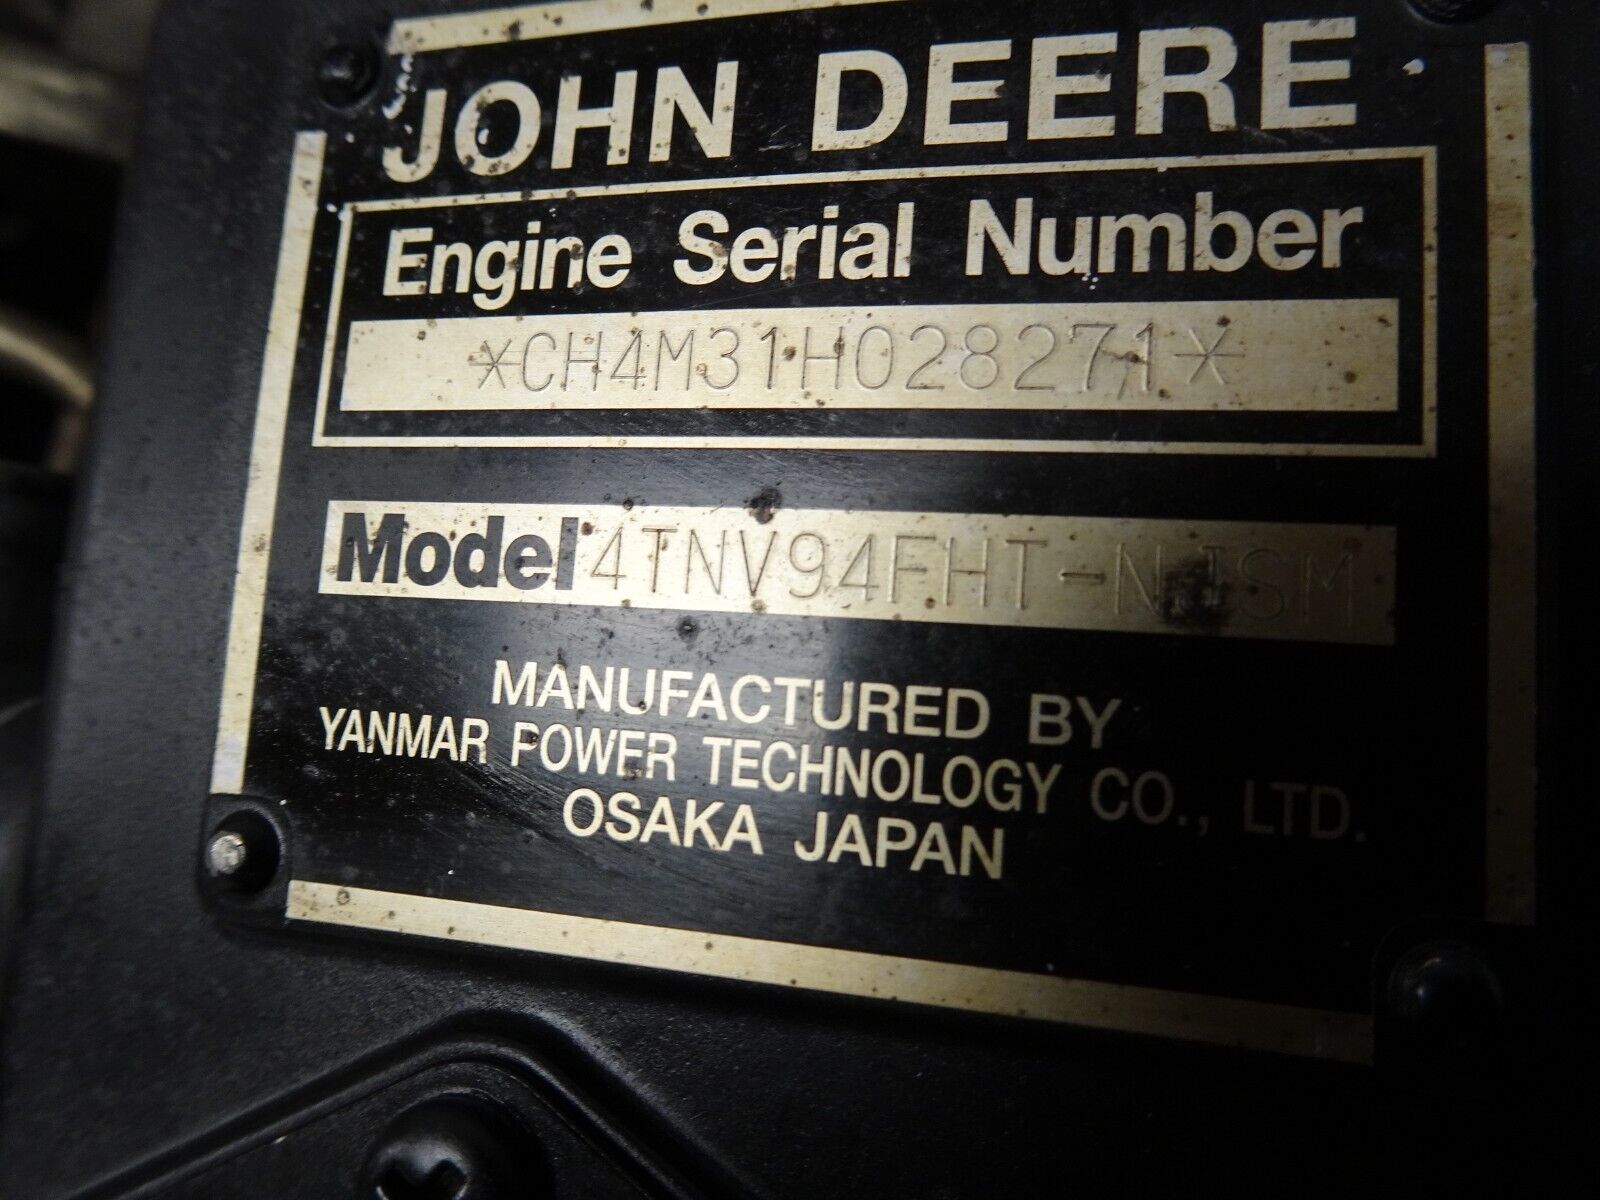 JOHN DEERE
Engine Serial Number
*CH4M31H028271*
Model 4TNV94FHT-NJSM
MANUFACTURED BY
YANMAR POWER TECHNOLOGY CO., LTD.
OSAKA JAPAN